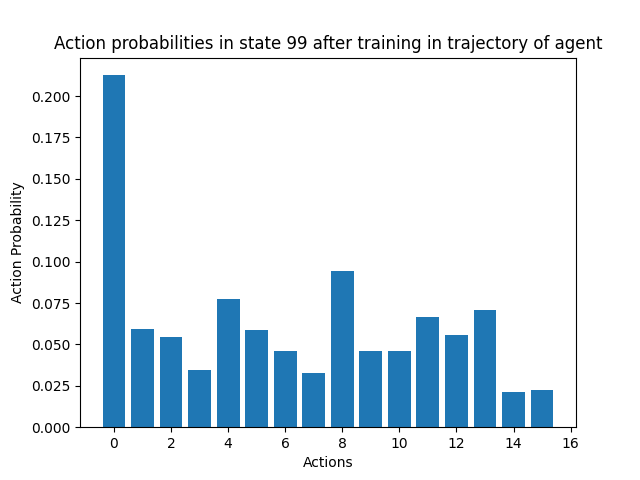 Action probabilities in state 99 after training in trajectory of agent
0.200
0.175
0.150
0.125
0.100
0.075
0.050
0.025
0.000
Action Probability
0 2 4 6 8 10 12 14 16
Actions